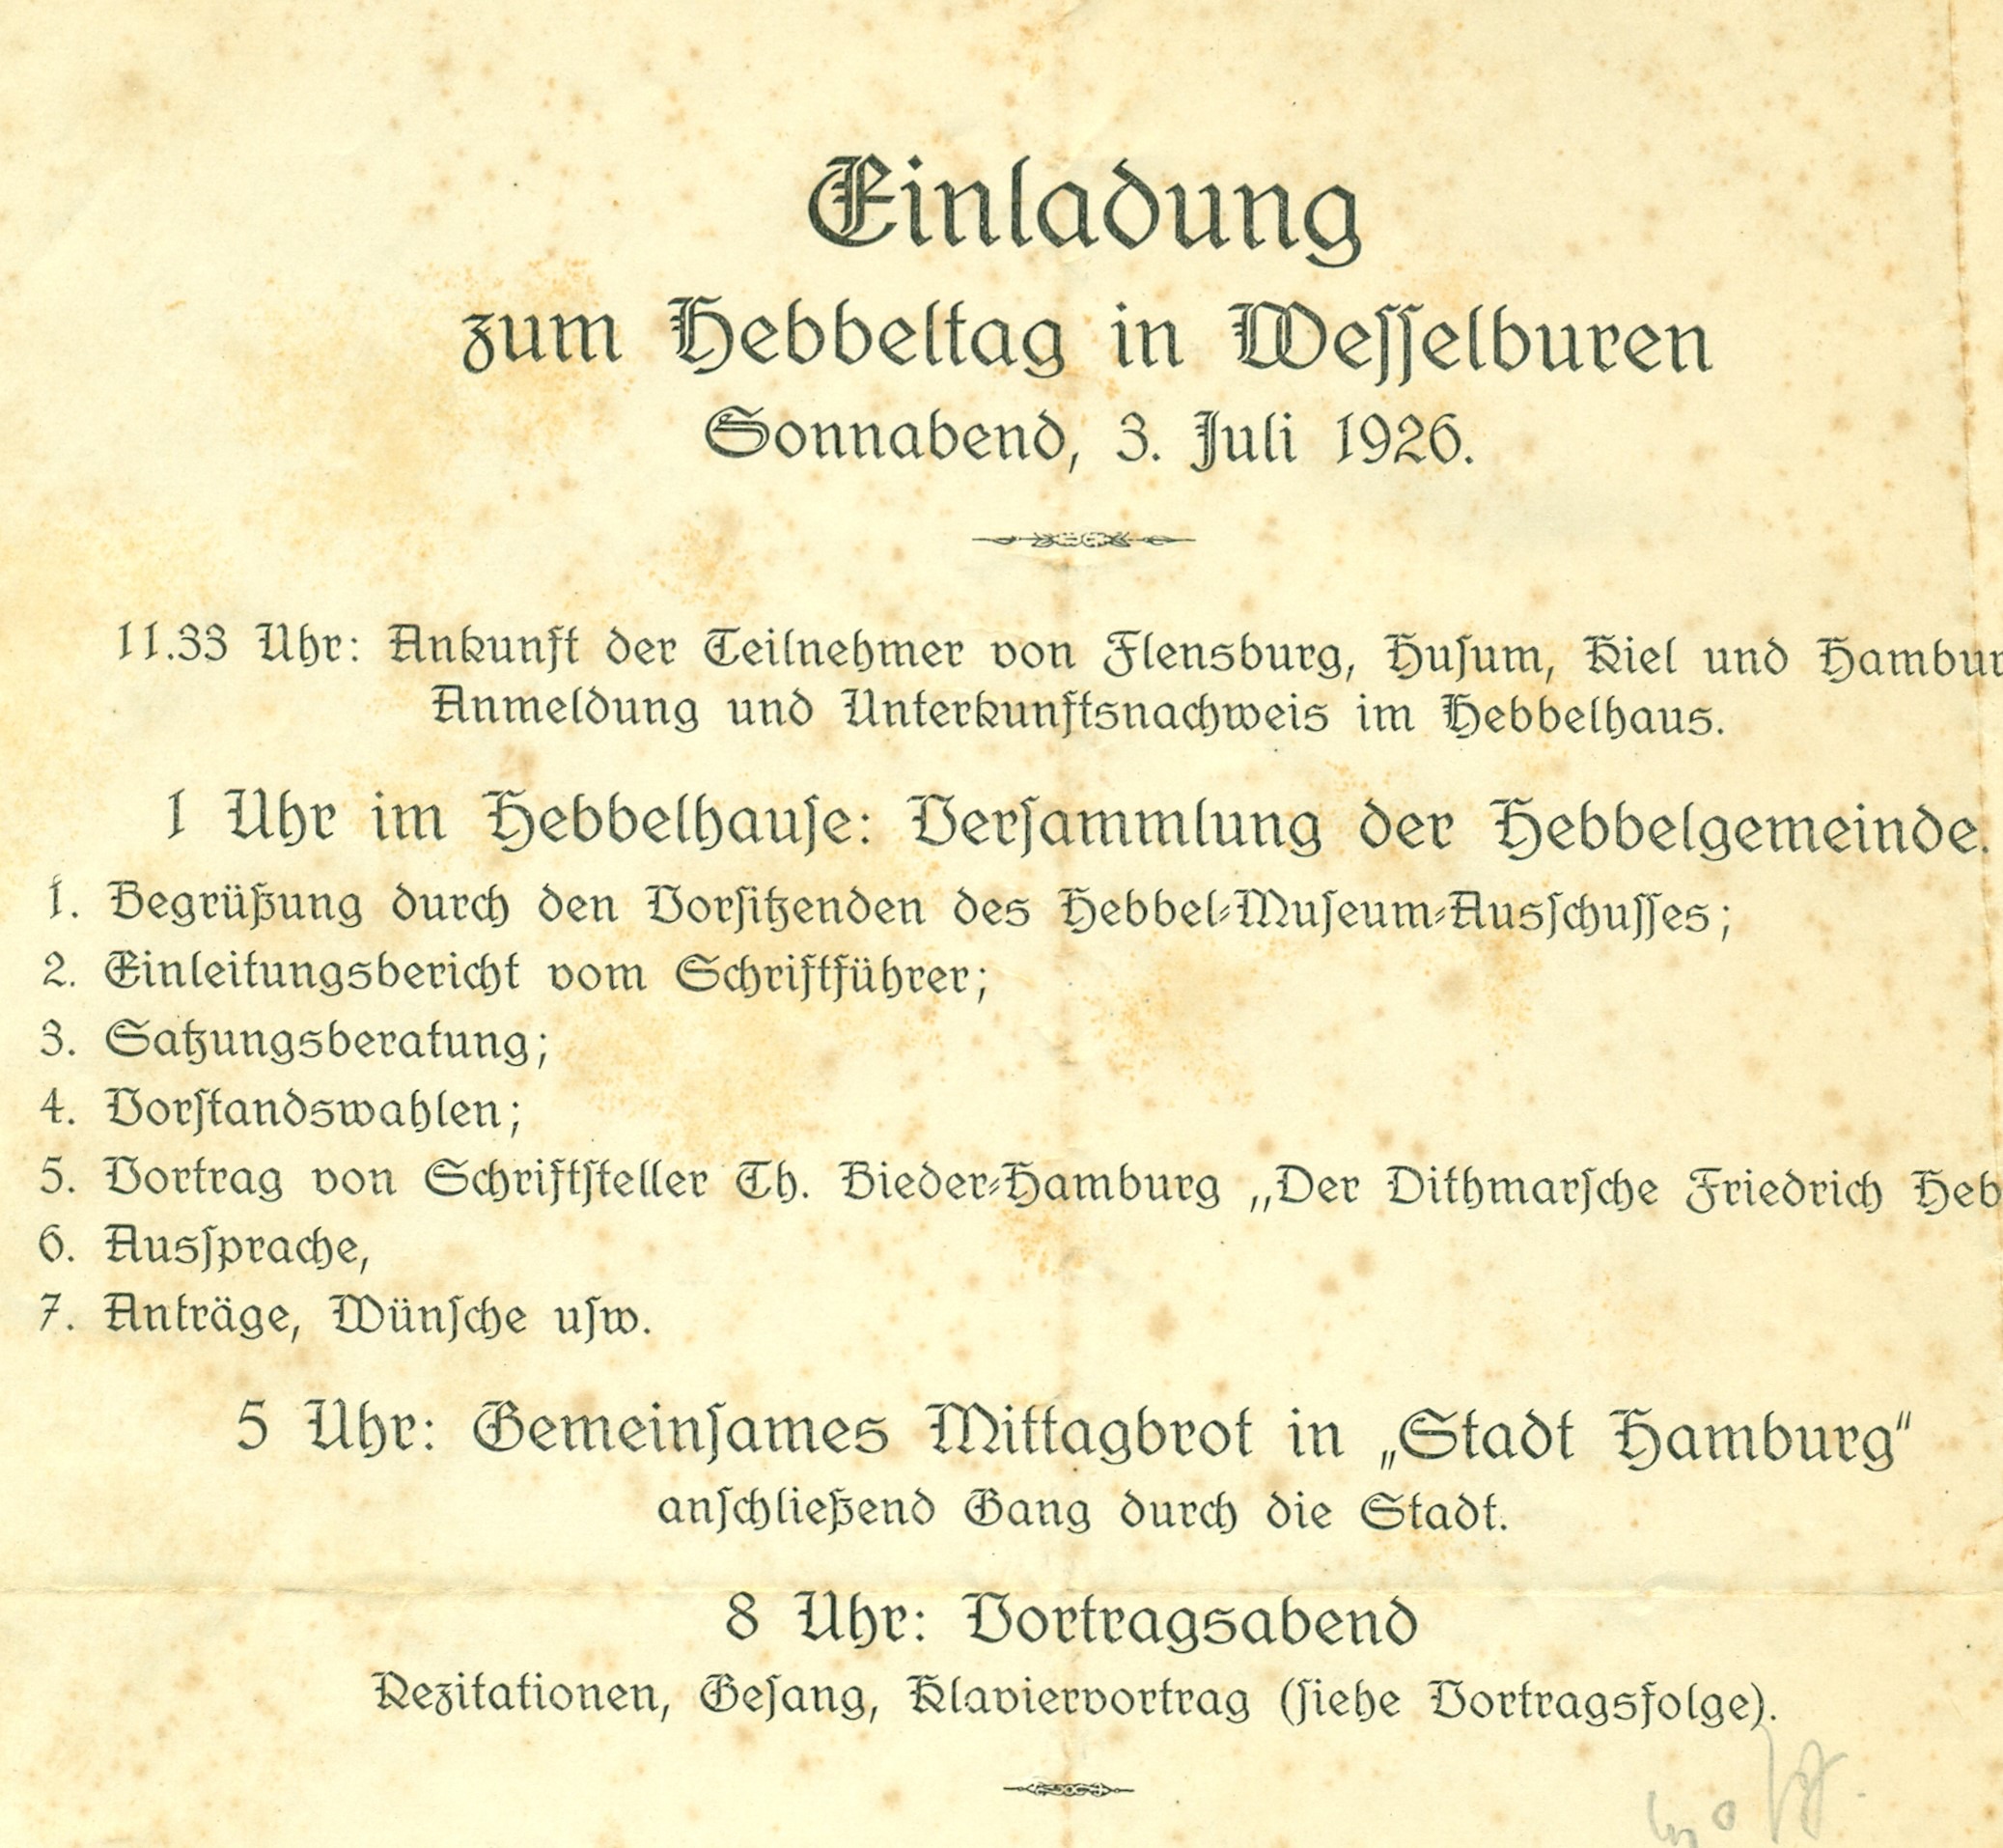 Einladung
zum Hebbeltag in Weſſelburen
Sonnabend, 3. Juli 1926.
11.33 Uhr: Ankunft der Teilnehmer von Flensburg, Huſum, Kiel und Hambur
Anmeldung und Unterkunftsnachweis im Hebbelhaus.
1 Uhr im Hebbelhauſe: Verſammlung der Hebbelgemeinde.
1. Begrüßung durch den Vorſitzenden des Hebbel-Muſeum-Ausſchuſſes;
2. Einleitungsbericht vom Schriftführer;
3. Satzungsberatung;
4. Vorſtandswahlen;
5. Vortrag von Schriftſteller Th. Bieder-Hamburg „Der Dithmarſche Friedrich Heb
6. Ausſprache,
7. Anträge, Wünſche uſw.
5 Uhr: Gemeinſames Mittagbrot in „Stadt Hamburg“
anſchließend Gang durch die Stadt.
8 Uhr: Vortragsabend
Rezitationen, Geſang, Klaviervortrag (ſiehe Vortragsfolge).